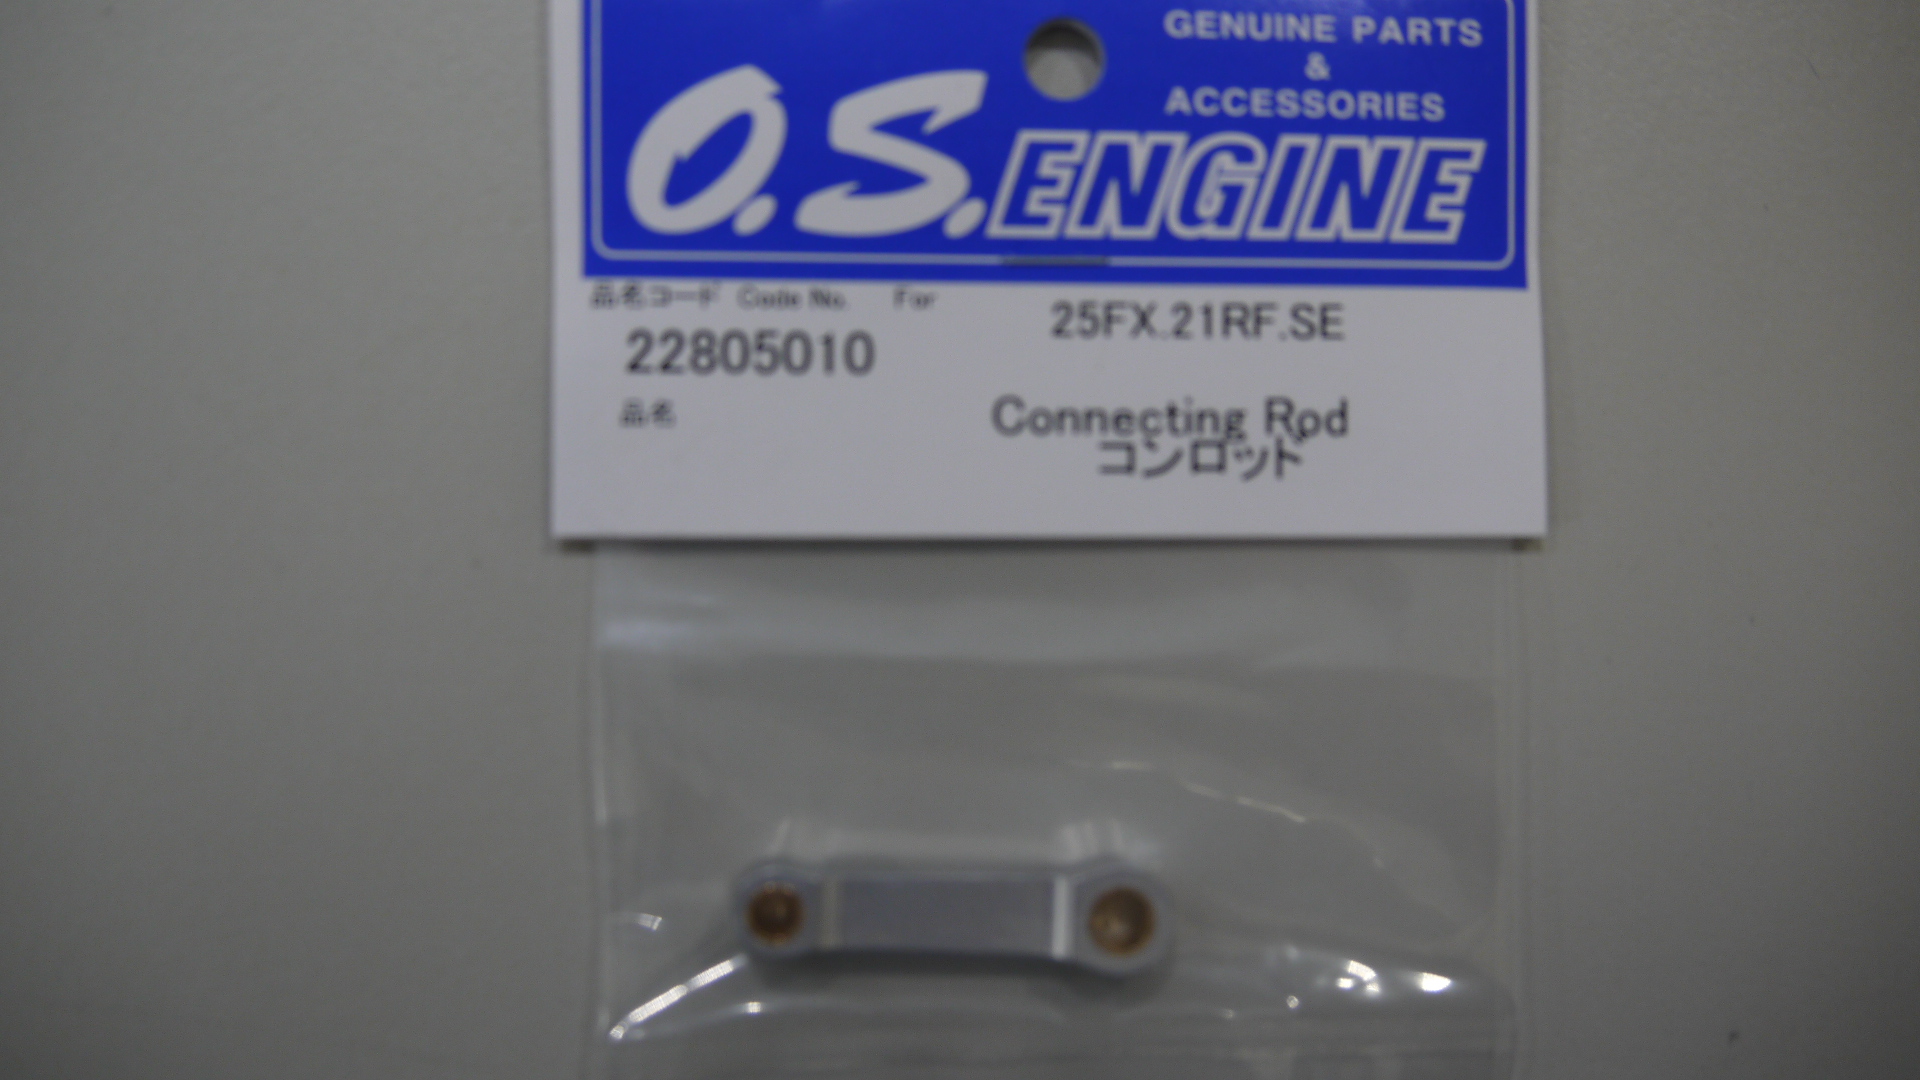 GENUINE PARTS
&
ACCESSORIES
O.S. ENGINE
品名コード Code No. For
25FX.21RF.SE
22805010
品名
Connecting Rod
コンロッド